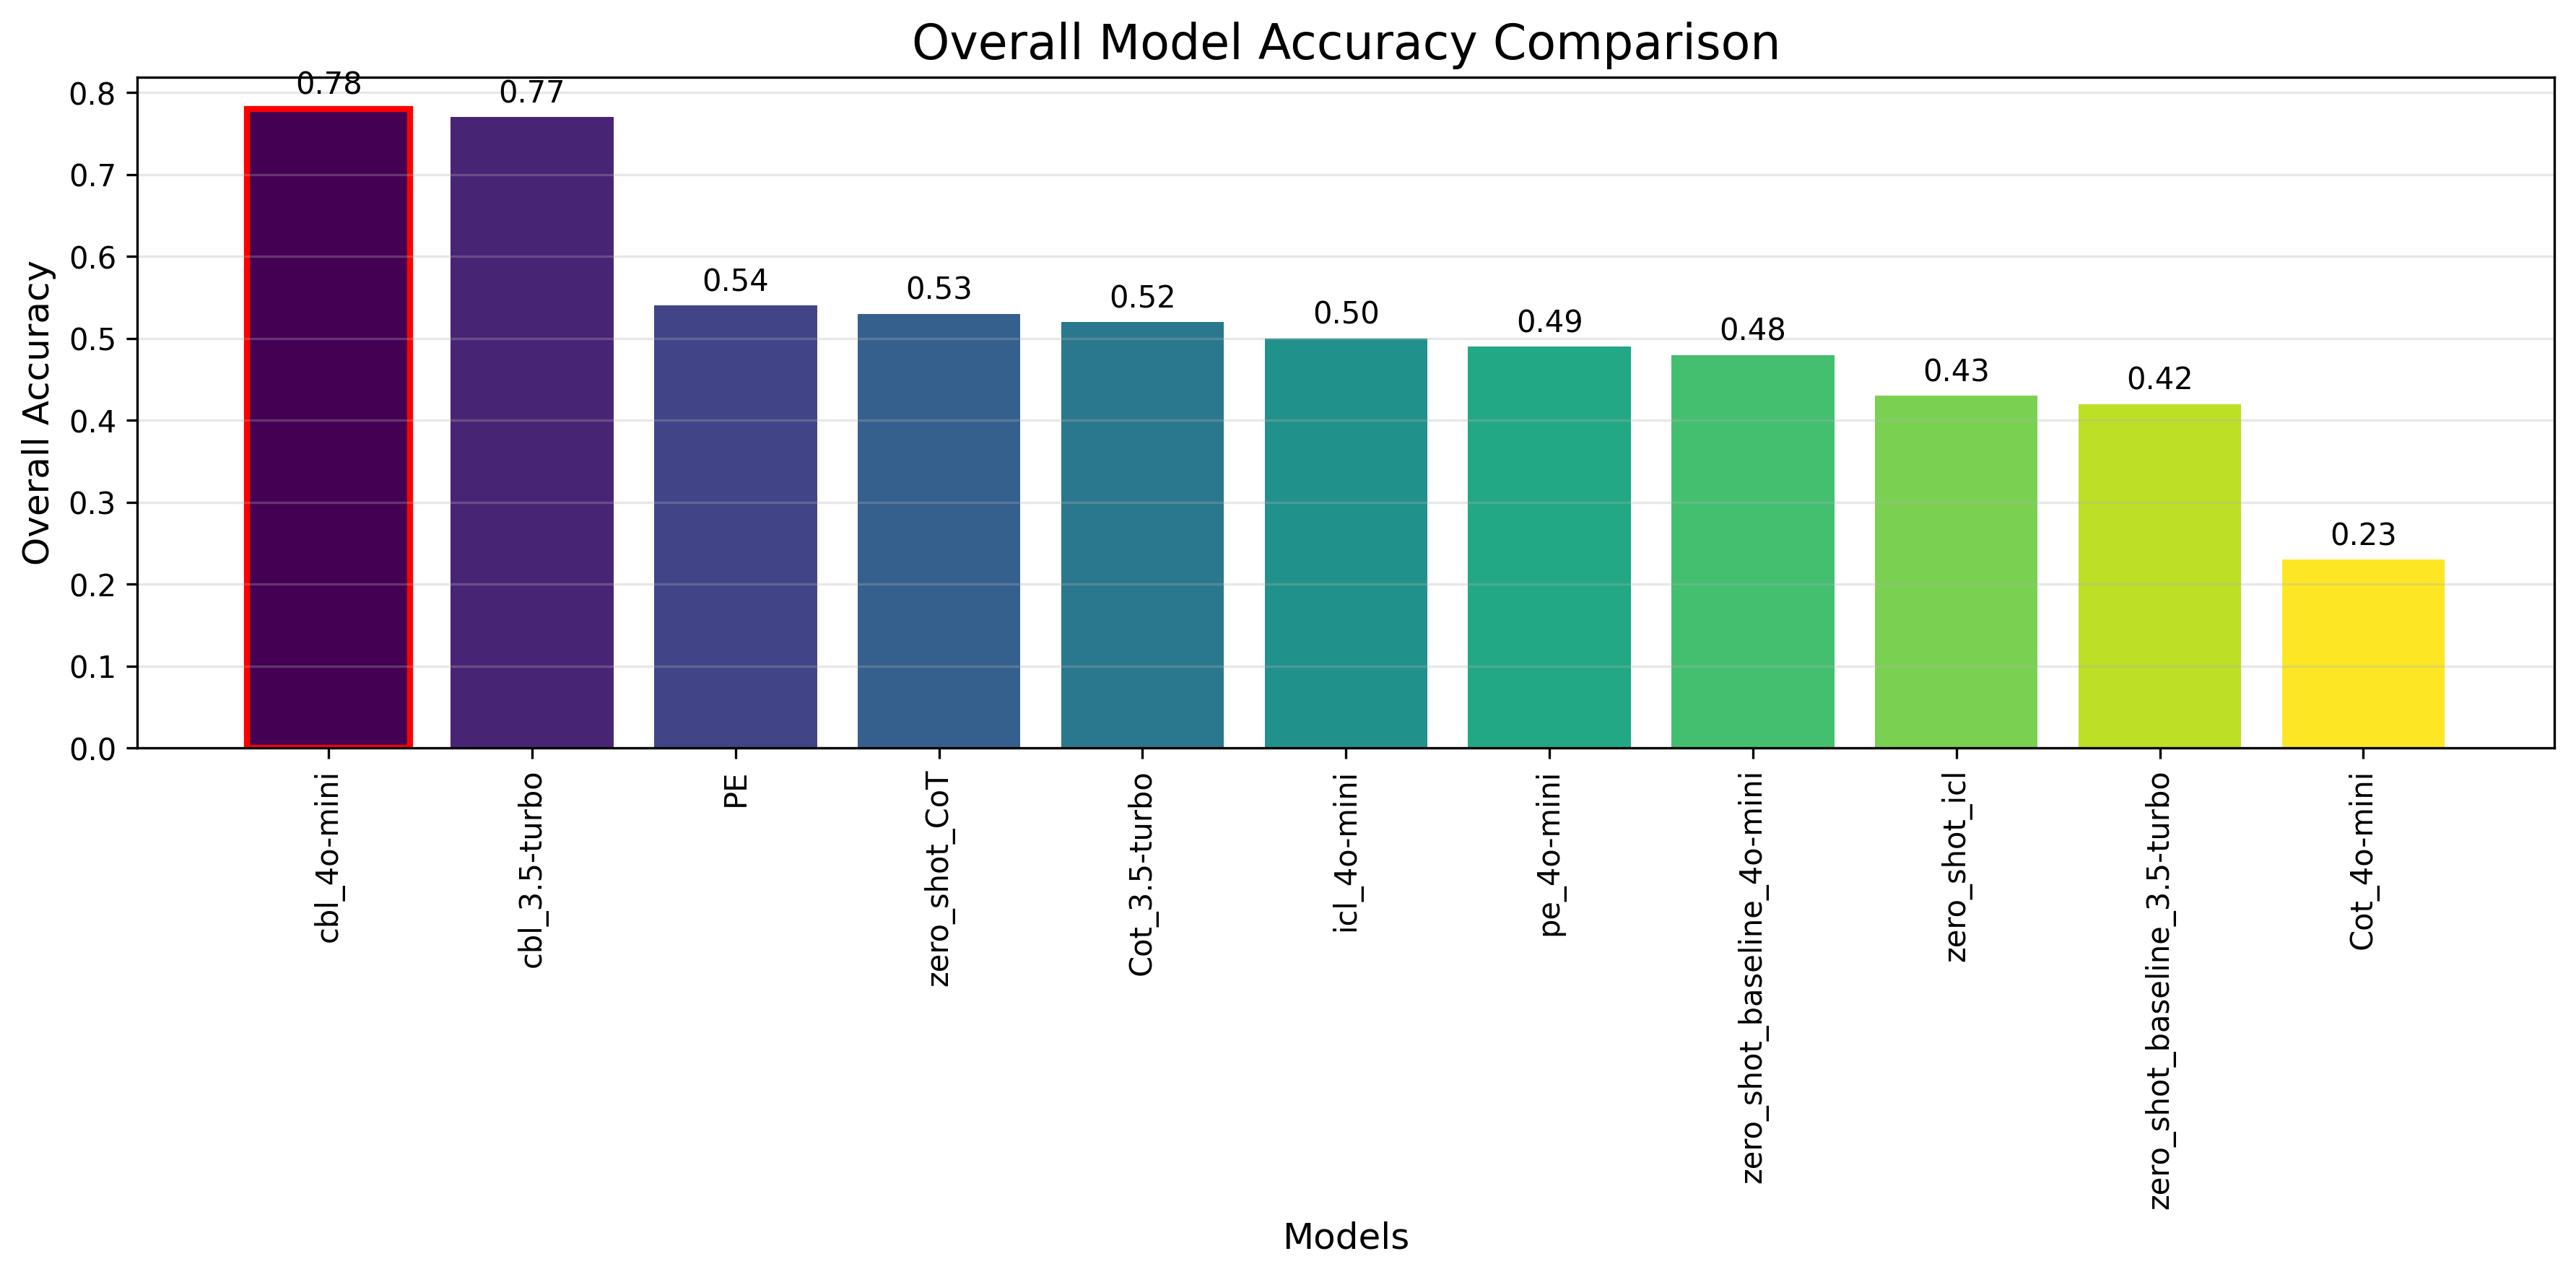 Overall Model Accuracy Comparison
Overall Accuracy
0.8
0.7
0.6
0.5
0.4
0.3
0.2
0.1
0.0
0.78
0.77
0.54
0.53
0.52
0.50
0.49
0.48
0.43
0.42
0.23
cbl_4o-mini
cbl_3.5-turbo
PE
zero_shot_CoT
Cot_3.5-turbo
icl_4o-mini
pe_4o-mini
zero_shot_baseline_4o-mini
zero_shot_icl
zero_shot_baseline_3.5-turbo
Cot_4o-mini
Models